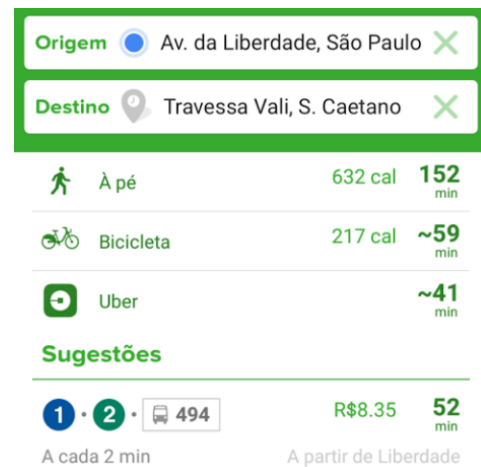 Origem Av. da Liberdade, São Paulo
Destino Travessa Vali, S. Caetano
À pé 632 cal 152 min
Bicicleta 217 cal ~59 min
Uber ~41 min
Sugestões
1 · 2 · 494 R$8.35 52 min
A cada 2 min A partir de Liberdade